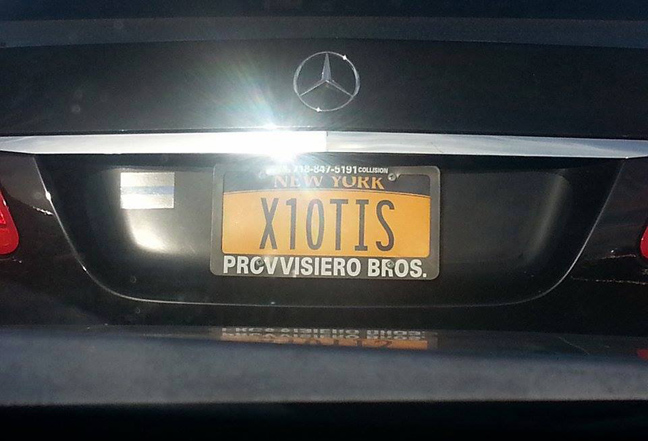 718-847-5191 COLLISION
NEW YORK
X10TIS
PROVVISIERO BROS.